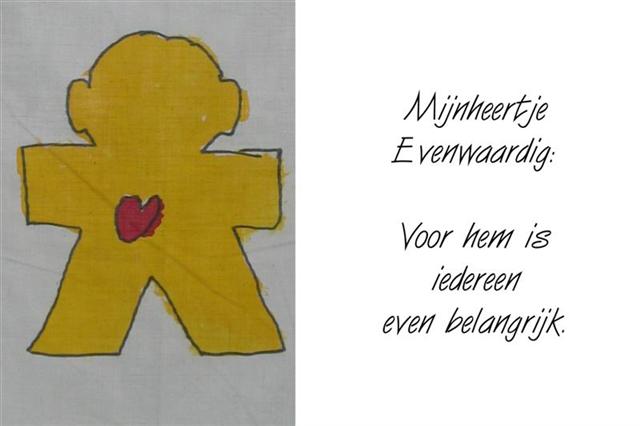 Mijnheertje
Evenwaardig:
Voor hem is
iedereen
even belangrijk.